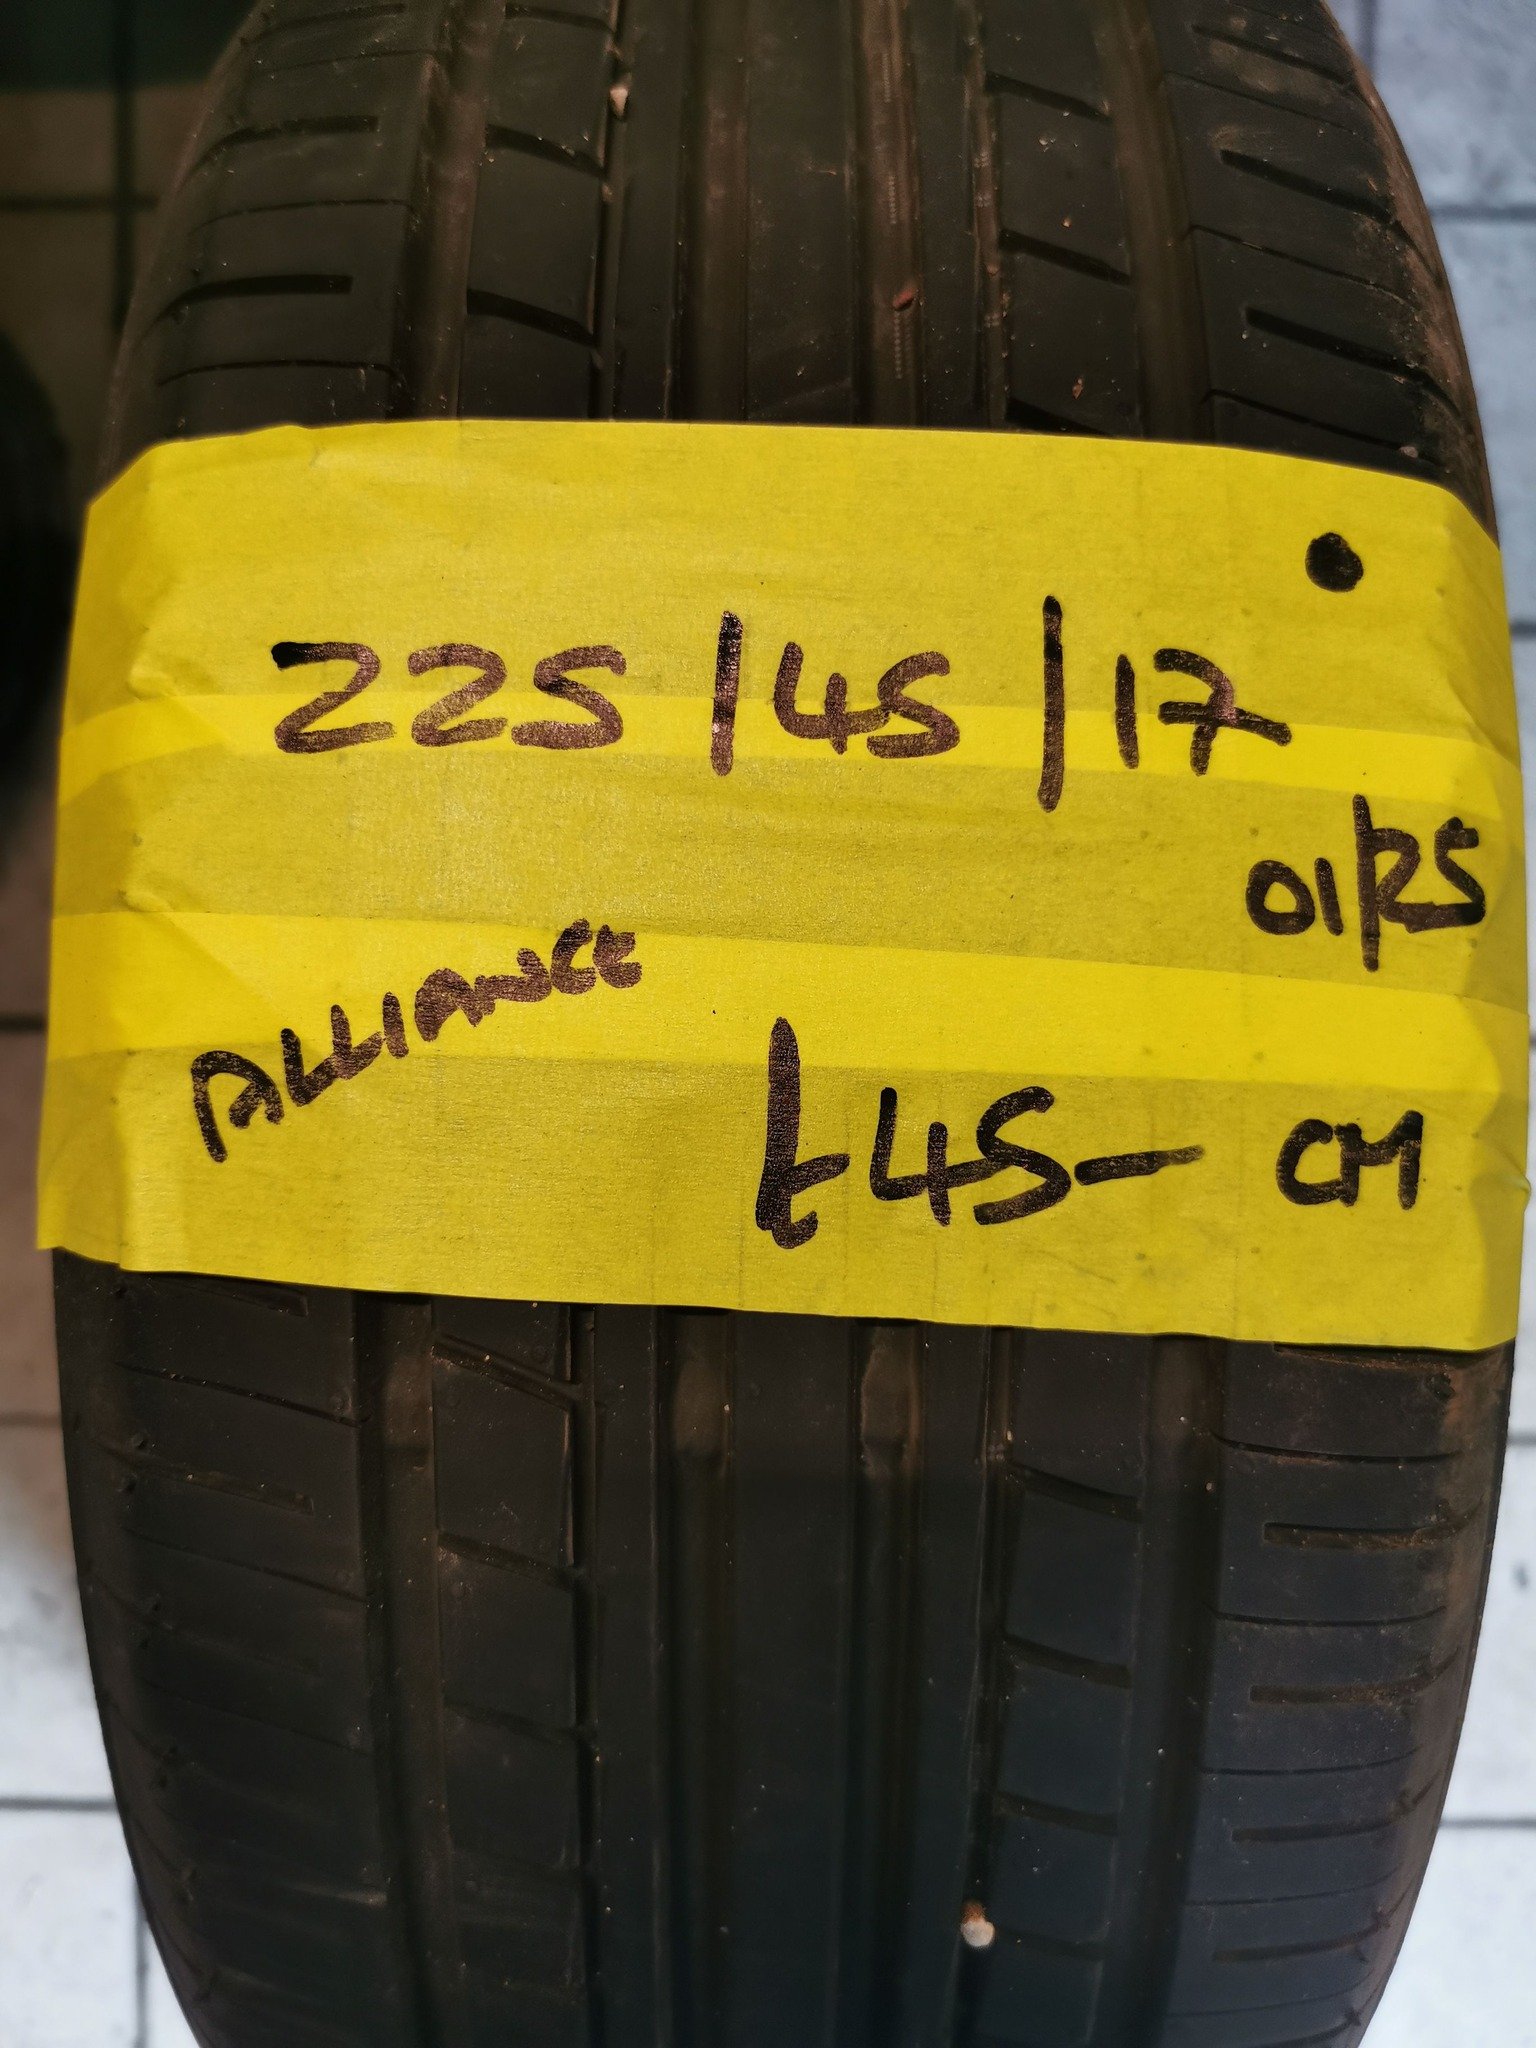 225/45/17
01/25
ALLIANCE
£45- CM